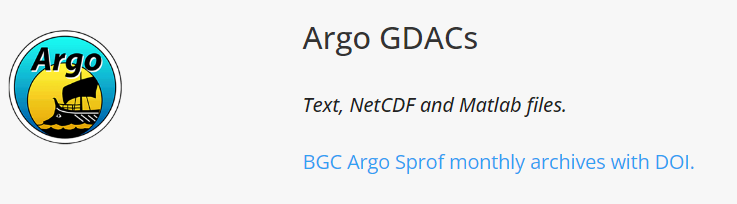 Argo
Argo GDACs
Text, NetCDF and Matlab files.
BGC Argo Sprof monthly archives with DOI.